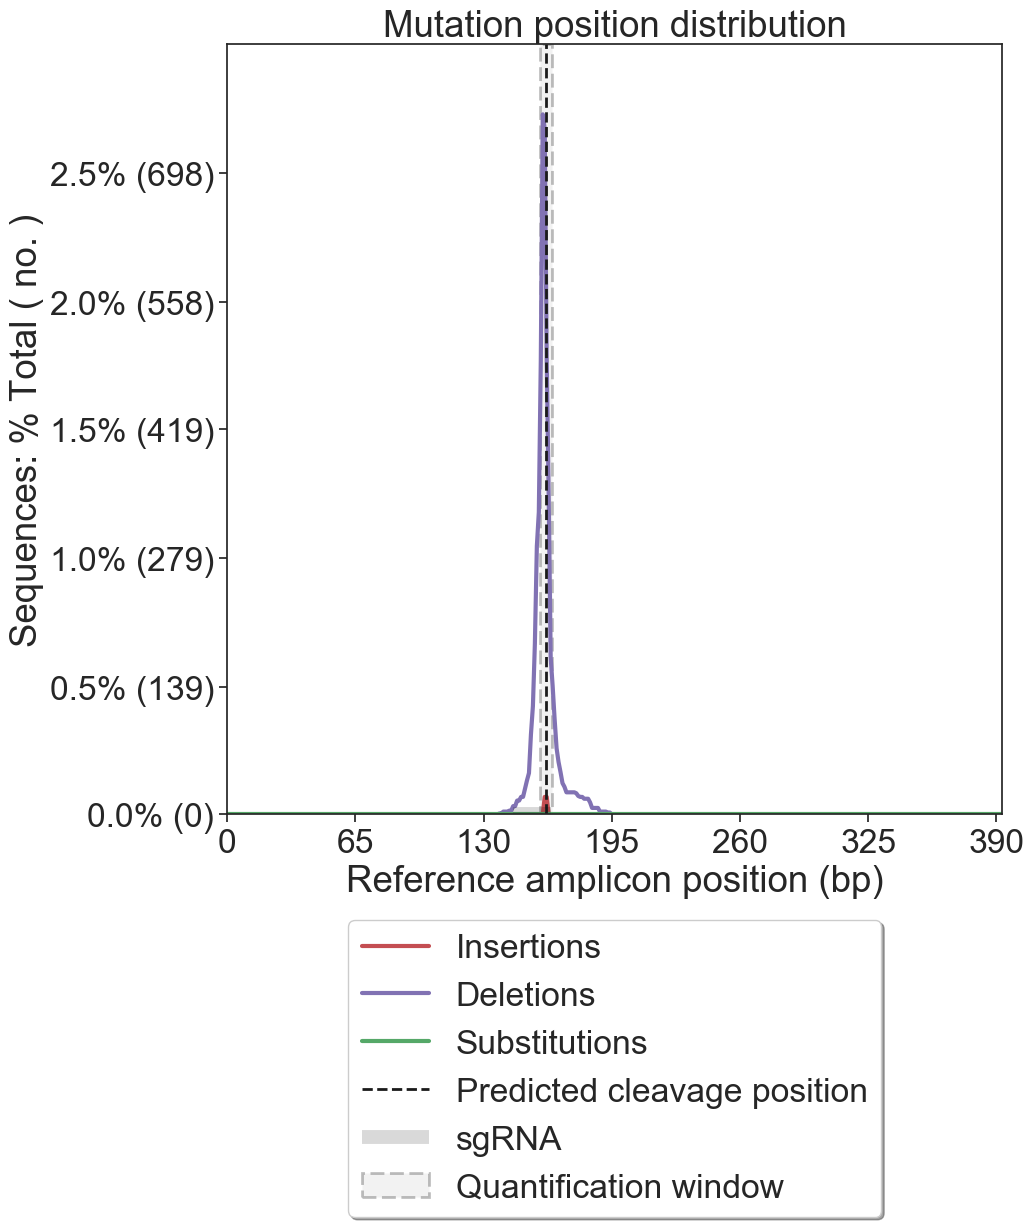 Mutation position distribution
Sequences: % Total ( no. )
2.5% (698)
2.0% (558)
1.5% (419)
1.0% (279)
0.5% (139)
0.0% (0)
0 65 130 195 260 325 390
Reference amplicon position (bp)
Insertions
Deletions
Substitutions
Predicted cleavage position
sgRNA
Quantification window